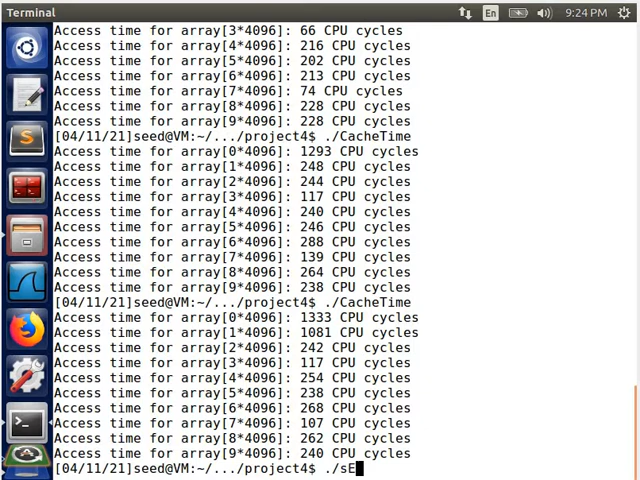 Terminal
En
9:24 PM
Access time for array[3*4096]: 66 CPU cycles
Access time for array[4*4096]: 216 CPU cycles
Access time for array[5*4096]: 202 CPU cycles
Access time for array[6*4096]: 213 CPU cycles
Access time for array[7*4096]: 74 CPU cycles
Access time for array[8*4096]: 228 CPU cycles
Access time for array[9*4096]: 228 CPU cycles
[04/11/21]seed@VM:~/.../project4$ ./CacheTime
Access time for array[0*4096]: 1293 CPU cycles
Access time for array[1*4096]: 248 CPU cycles
Access time for array[2*4096]: 244 CPU cycles
Access time for array[3*4096]: 117 CPU cycles
Access time for array[4*4096]: 240 CPU cycles
Access time for array[5*4096]: 246 CPU cycles
Access time for array[6*4096]: 288 CPU cycles
Access time for array[7*4096]: 139 CPU cycles
Access time for array[8*4096]: 264 CPU cycles
Access time for array[9*4096]: 238 CPU cycles
[04/11/21]seed@VM:~/.../project4$ ./CacheTime
Access time for array[0*4096]: 1333 CPU cycles
Access time for array[1*4096]: 1081 CPU cycles
Access time for array[2*4096]: 242 CPU cycles
Access time for array[3*4096]: 117 CPU cycles
Access time for array[4*4096]: 254 CPU cycles
Access time for array[5*4096]: 238 CPU cycles
Access time for array[6*4096]: 268 CPU cycles
Access time for array[7*4096]: 107 CPU cycles
Access time for array[8*4096]: 262 CPU cycles
Access time for array[9*4096]: 240 CPU cycles
[04/11/21]seed@VM:~/.../project4$ ./sE